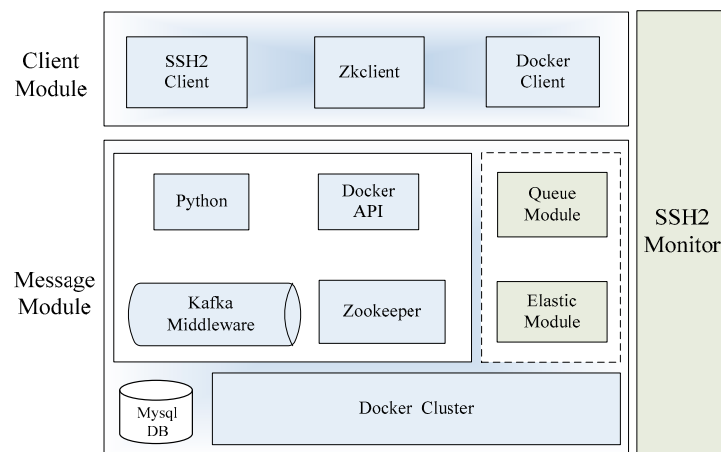 Client
Module
SSH2
Client
Zkclient
Docker
Client
SSH2
Monitor
Message
Module
Python
Docker
API
Queue
Module
Kafka
Middleware
Zookeeper
Elastic
Module
Mysql
DB
Docker Cluster